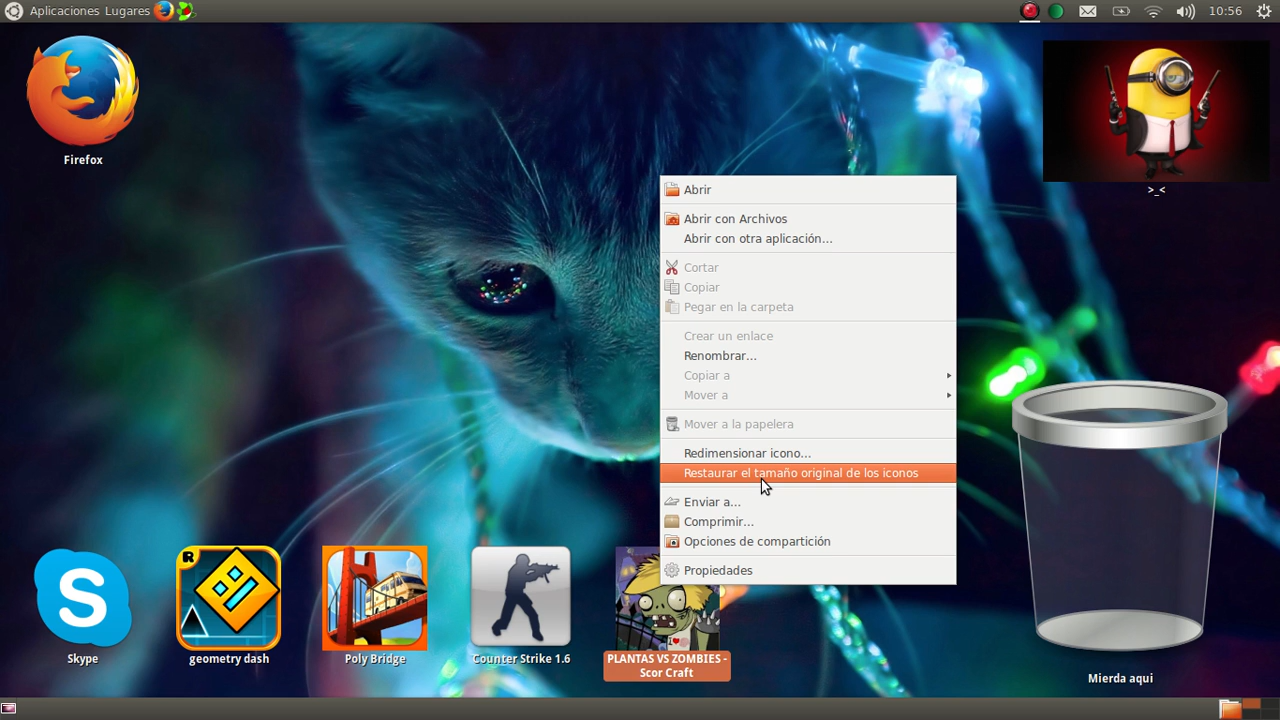 Aplicaciones Lugares
10:56
Firefox
>_<
Abrir
Abrir con Archivos
Abrir con otra aplicación...
Cortar
Copiar
Pegar en la carpeta
Crear un enlace
Renombrar...
Copiar a
Mover a
Mover a la papelera
Redimensionar icono...
Restaurar el tamaño original de los iconos
Enviar a...
Comprimir...
Opciones de compartición
Propiedades
S
R
Skype
geometry dash
Poly Bridge
Counter Strike 1.6
PLANTAS VS ZOMBIES -
Scor Craft
Mierda aqui